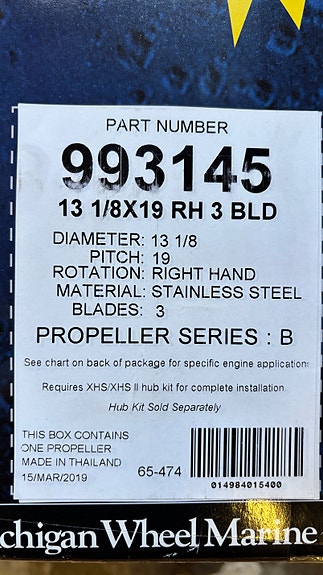 PART NUMBER
993145
13 1/8X19 RH 3 BLD
DIAMETER: 13 1/8
PITCH: 19
ROTATION: RIGHT HAND
MATERIAL: STAINLESS STEEL
BLADES: 3
PROPELLER SERIES : B
See chart on back of package for specific engine application
Requires XHS/XHS II hub kit for complete installation.
Hub Kit Sold Separately
THIS BOX CONTAINS
ONE PROPELLER
MADE IN THAILAND
15/MAR/2019
65-474
014984015400
chigan Wheel Marine